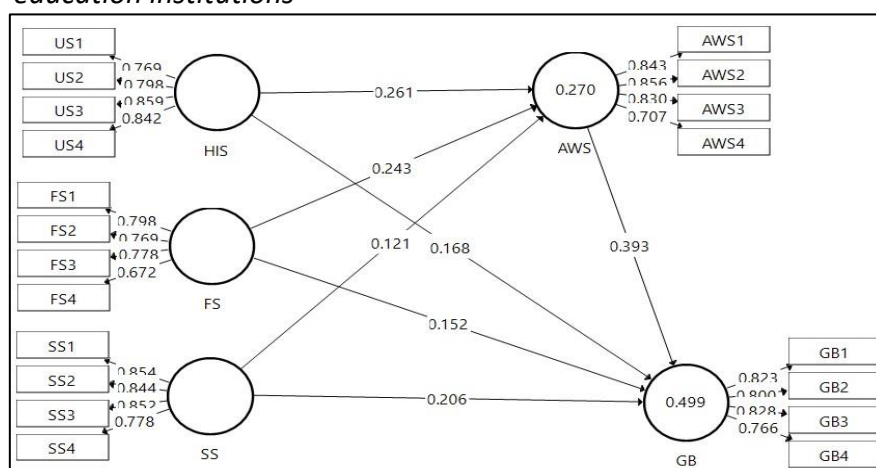 education institutions
US1
US2
US3
US4
0.769
0.798
0.859
0.842
HIS
0.261
0.168
AWS1
AWS2
AWS3
AWS4
0.843
0.856
0.830
0.707
0.270
AWS
0.393
FS1
FS2
FS3
FS4
0.798
0.769
0.778
0.672
FS
0.243
0.152
SS1
SS2
SS3
SS4
0.854
0.844
0.852
0.778
SS
0.121
0.206
GB1
GB2
GB3
GB4
0.823
0.800
0.828
0.766
0.499
GB